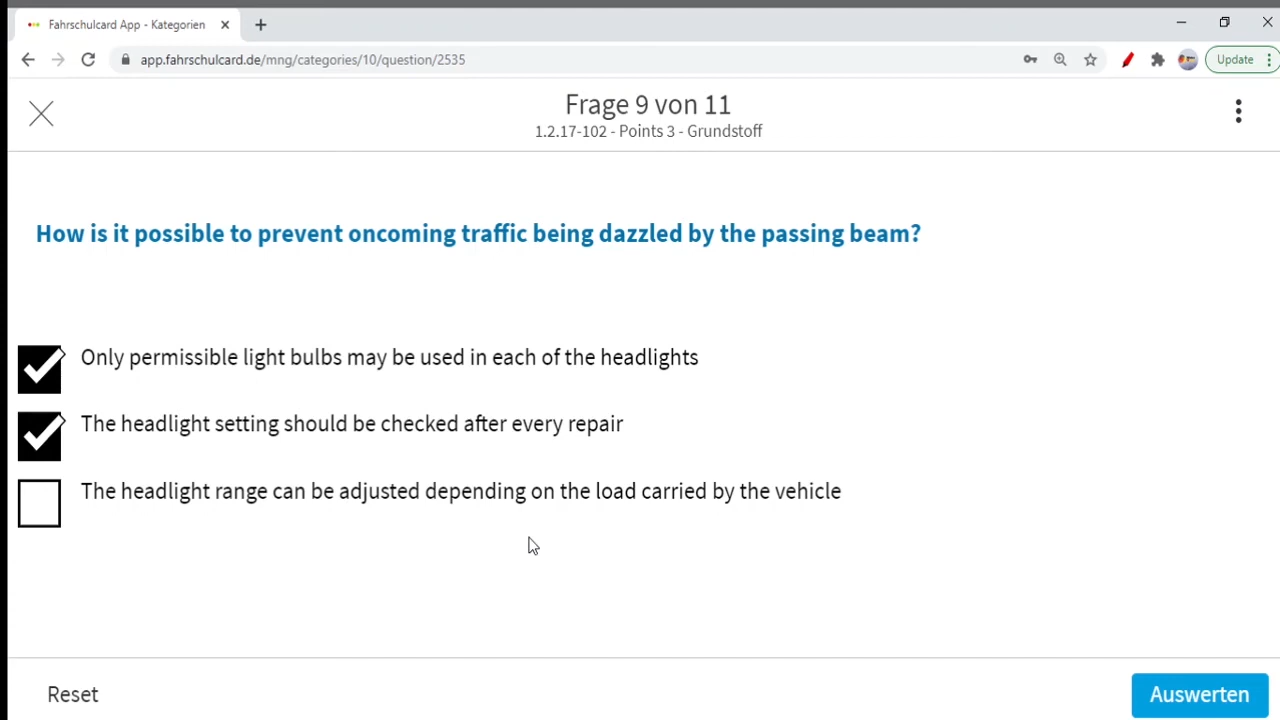 Fahrschulcard App - Kategorien
app.fahrschulcard.de/mng/categories/10/question/2535
Update
Frage 9 von 11
1.2.17-102 - Points 3 - Grundstoff
How is it possible to prevent oncoming traffic being dazzled by the passing beam?
Only permissible light bulbs may be used in each of the headlights
The headlight setting should be checked after every repair
The headlight range can be adjusted depending on the load carried by the vehicle
Reset
Auswerten